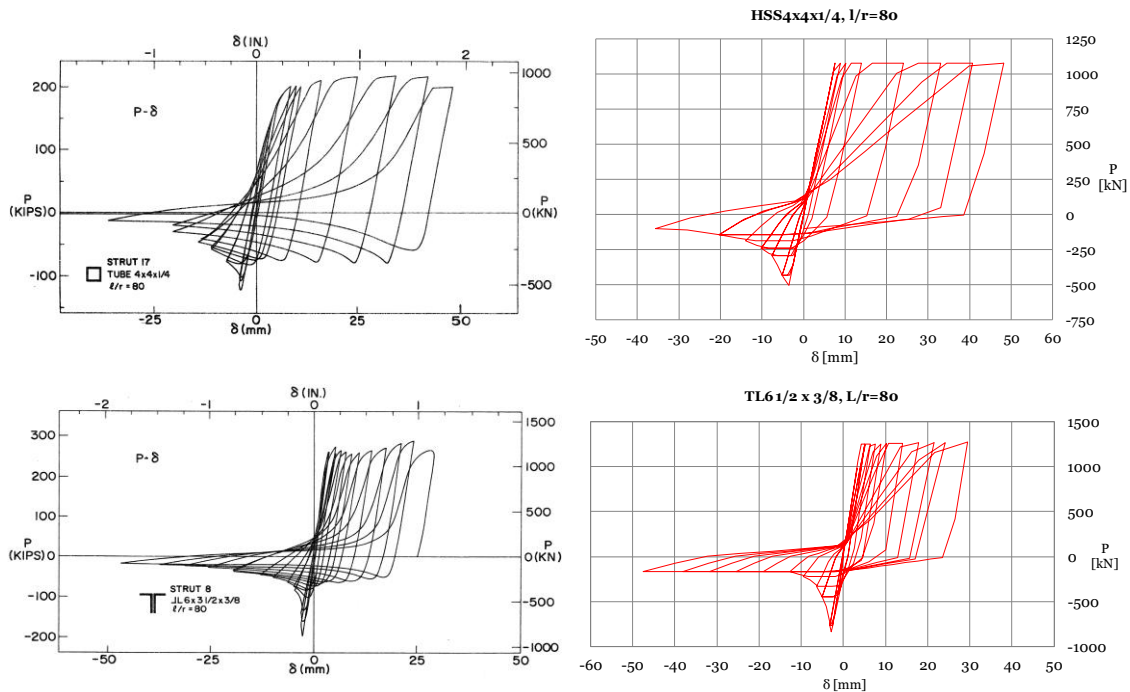 δ (IN.)
-1 0 1 2
200 1000
P-δ
100 500
P P
(KIPS) 0 0 (KN)
STRUT 17
TUBE 4x4x1/4
ℓ/r = 80
-100 -500
-25 0 25 50
δ (mm)
HSS4x4x1/4, l/r=80
1250
1000
750
500
250
0
-250
-500
-750
P
[kN]
-50 -40 -30 -20 -10 0 10 20 30 40 50 60
δ [mm]
δ (IN.)
-2 -1 0 1
300 1500
P-δ
200 1000
100 500
P P
(KIPS) 0 0 (KN)
STRUT 8
⅃L 6x3 1/2x3/8
ℓ/r = 80
-100 -500
-200 -1000
-50 -25 0 25 50
δ (mm)
TL6 1/2 x 3/8, L/r=80
1500
1000
500
0
-500
-1000
P
[kN]
-60 -50 -40 -30 -20 -10 0 10 20 30 40 50
δ [mm]